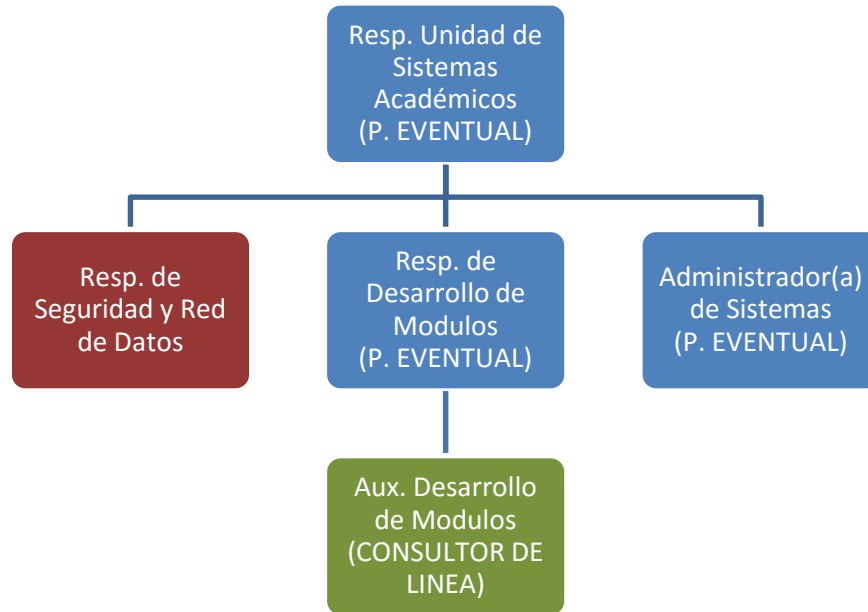 Resp. Unidad de
Sistemas
Académicos
(P. EVENTUAL)
Resp. de
Seguridad y Red
de Datos
Resp. de
Desarrollo de
Modulos
(P. EVENTUAL)
Administrador(a)
de Sistemas
(P. EVENTUAL)
Aux. Desarrollo
de Modulos
(CONSULTOR DE
LINEA)